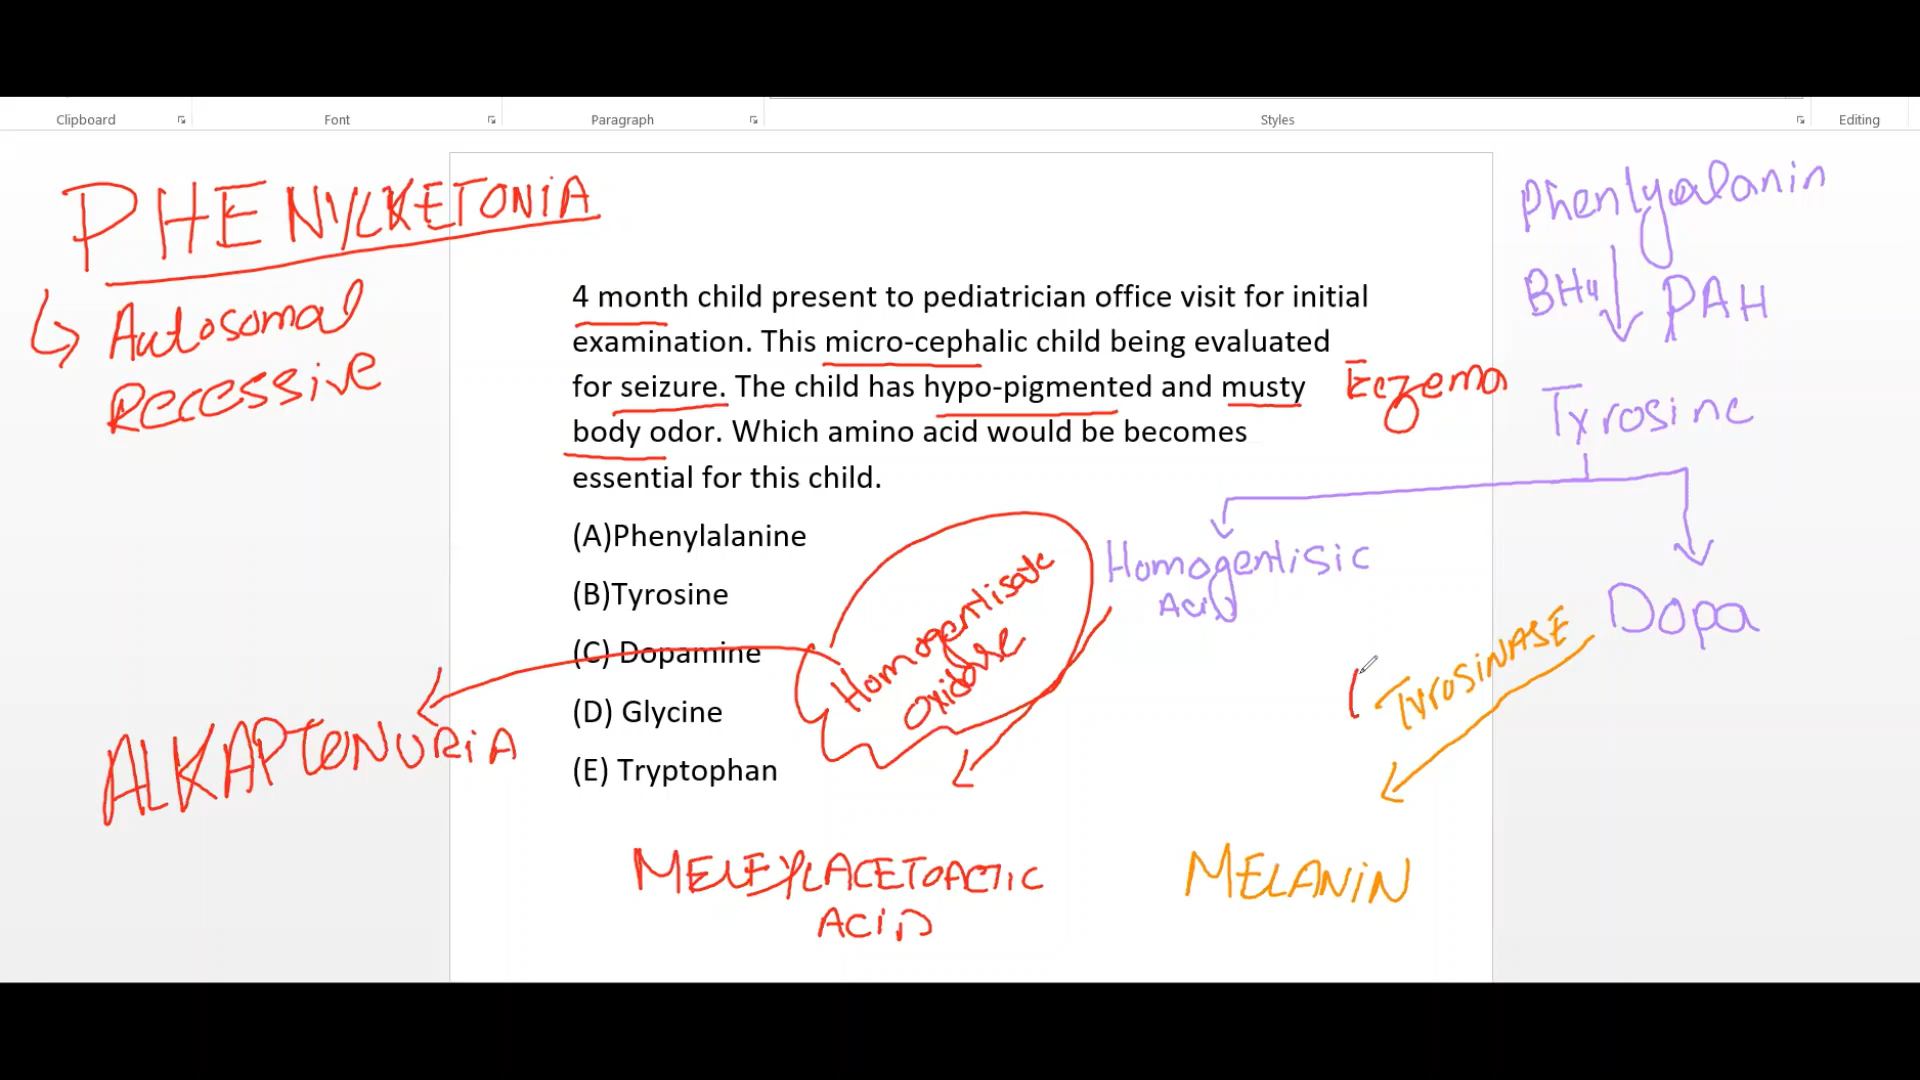 Clipboard Font Paragraph Styles Editing
PHENYLKETONIA
Autosomal
Recessive
4 month child present to pediatrician office visit for initial
examination. This micro-cephalic child being evaluated
for seizure. The child has hypo-pigmented and musty
body odor. Which amino acid would be becomes
essential for this child.
(A)Phenylalanine
(B)Tyrosine
(C) Dopamine
(D) Glycine
(E) Tryptophan
Eczema
Phenlyalanin
BH4 PAH
Tyrosine
Homogentisic
Acid
Dopa
Homogentisate
Oxidase
TYROSINASE
ALKAPTONURIA
MELEYLACETOACTIC
ACID
MELANIN